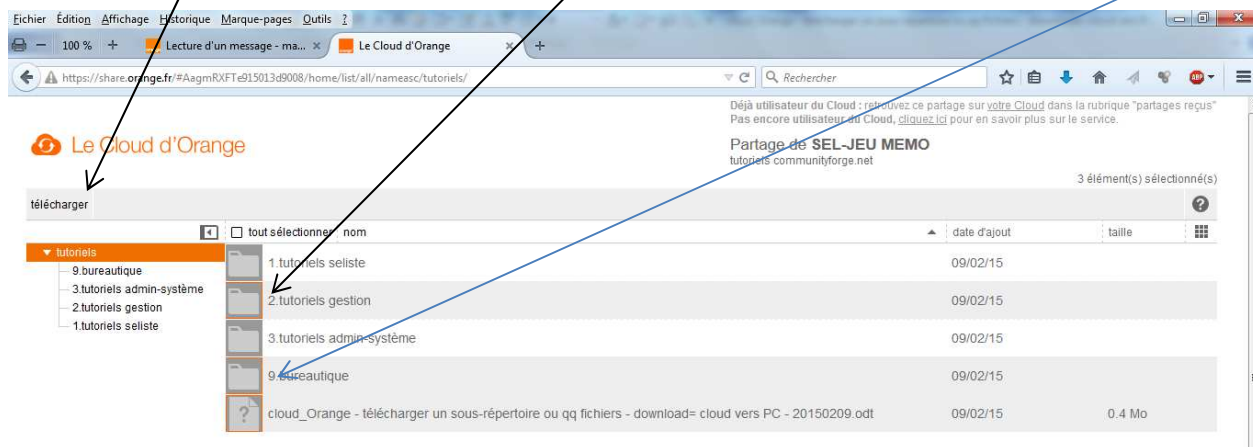 Fichier Édition Affichage Historique Marque-pages Outils ?
100 % Lecture d'un message - ma... Le Cloud d'Orange
https://share.orange.fr/#AagmRXFTe915013d9008/home/list/all/nameasc/tutoriels/ Rechercher ABP
Déjà utilisateur du Cloud : retrouvez ce partage sur votre Cloud dans la rubrique "partages reçus"
Pas encore utilisateur du Cloud, cliquez ici pour en savoir plus sur le service.
Le Cloud d'Orange
Partage de SEL-JEU MEMO
tutoriels communityforge.net
3 élément(s) sélectionné(s)
télécharger ?
tout sélectionner nom date d'ajout taille
tutoriels
9.bureautique
3.tutoriels admin-système
2.tutoriels gestion
1.tutoriels seliste
1.tutoriels seliste 09/02/15
2.tutoriels gestion 09/02/15
3.tutoriels admin-système 09/02/15
9.bureautique 09/02/15
? cloud_Orange - télécharger un sous-répertoire ou qq fichiers - download= cloud vers PC - 20150209.odt 09/02/15 0.4 Mo